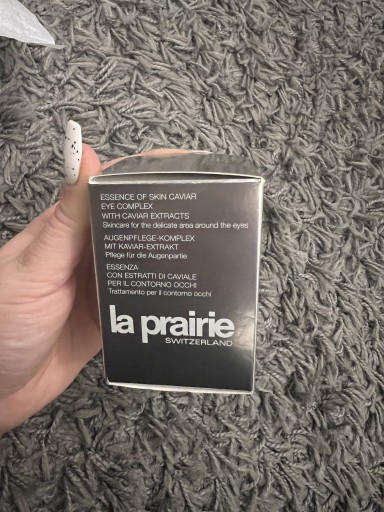 ESSENCE OF SKIN CAVIAR
EYE COMPLEX
WITH CAVIAR EXTRACTS
Skincare for the delicate area around the eyes
AUGENPFLEGE-KOMPLEX
MIT KAVIAR-EXTRAKT
Pflege für die Augenpartie
ESSENZA
CON ESTRATTI DI CAVIALE
PER IL CONTORNO OCCHI
Trattamento per il contorno occhi
la prairie
SWITZERLAND